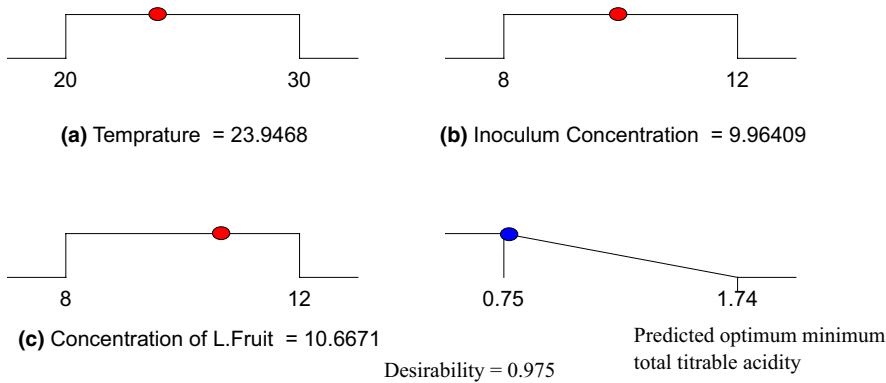 20 30 8 12
(a) Temprature = 23.9468 (b) Inoculum Concentration = 9.96409
8 12 0.75 1.74
(c) Concentration of L.Fruit = 10.6671
Predicted optimum minimum
total titrable acidity
Desirability = 0.975